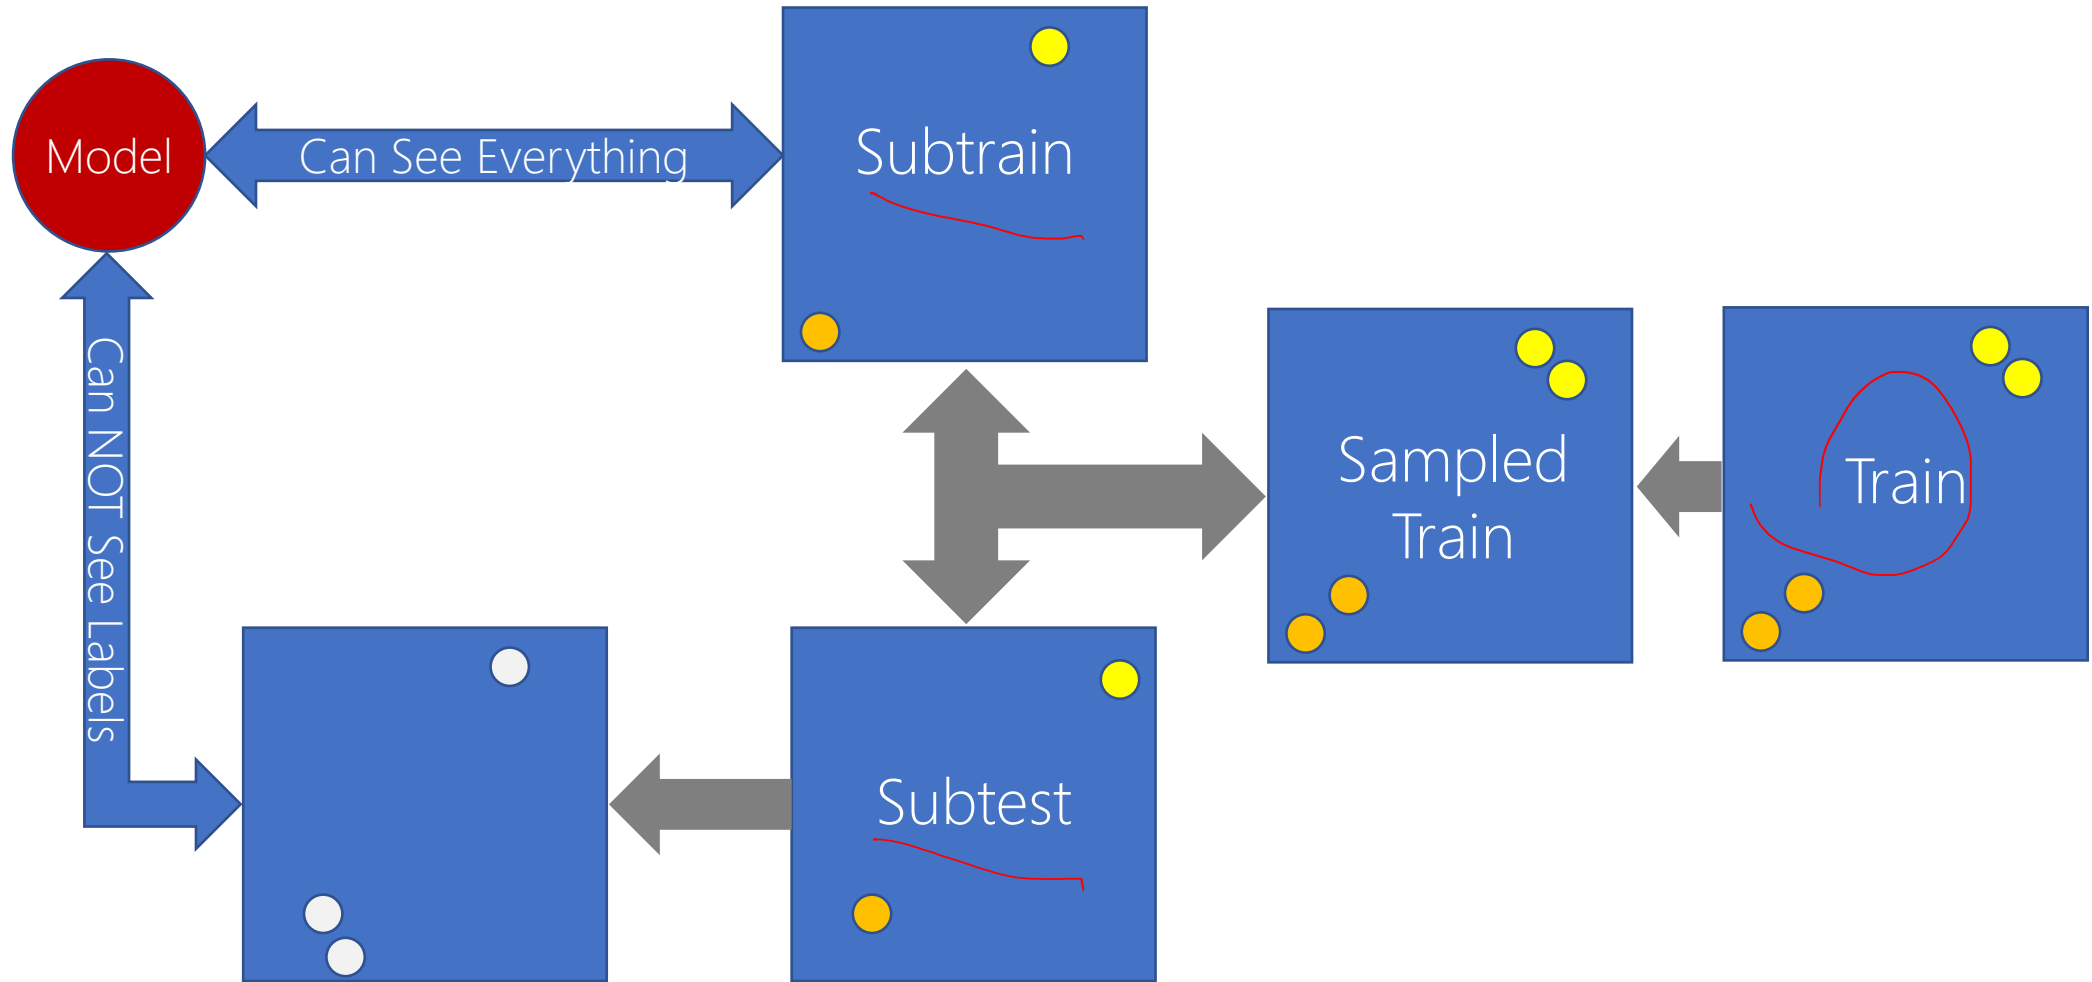 Model
Can See Everything
Subtrain
Can NOT See Labels
Sampled
Train
Train
Subtest